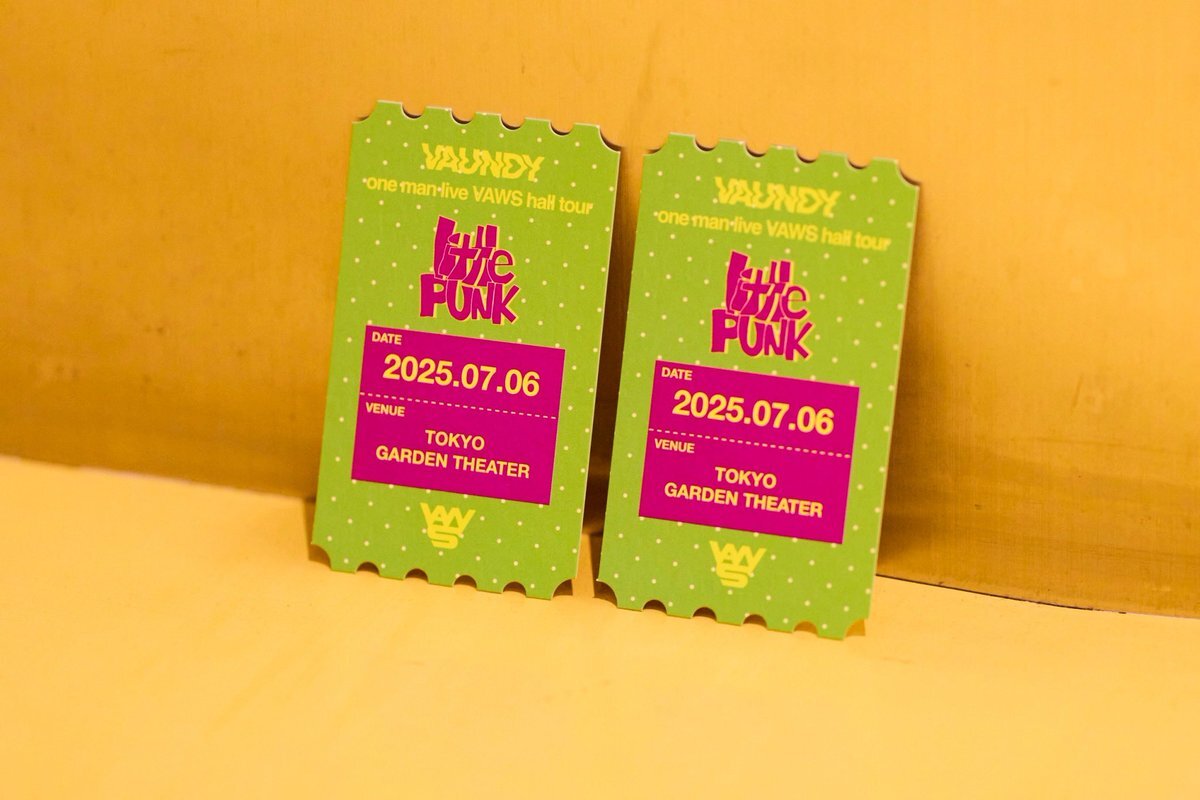 VAUNDY
one man live VAWS hall tour
little
PUNK
DATE
2025.07.06
VENUE
TOKYO
GARDEN THEATER
VAWS
VAUNDY
one man live VAWS hall tour
little
PUNK
DATE
2025.07.06
VENUE
TOKYO
GARDEN THEATER
VAWS